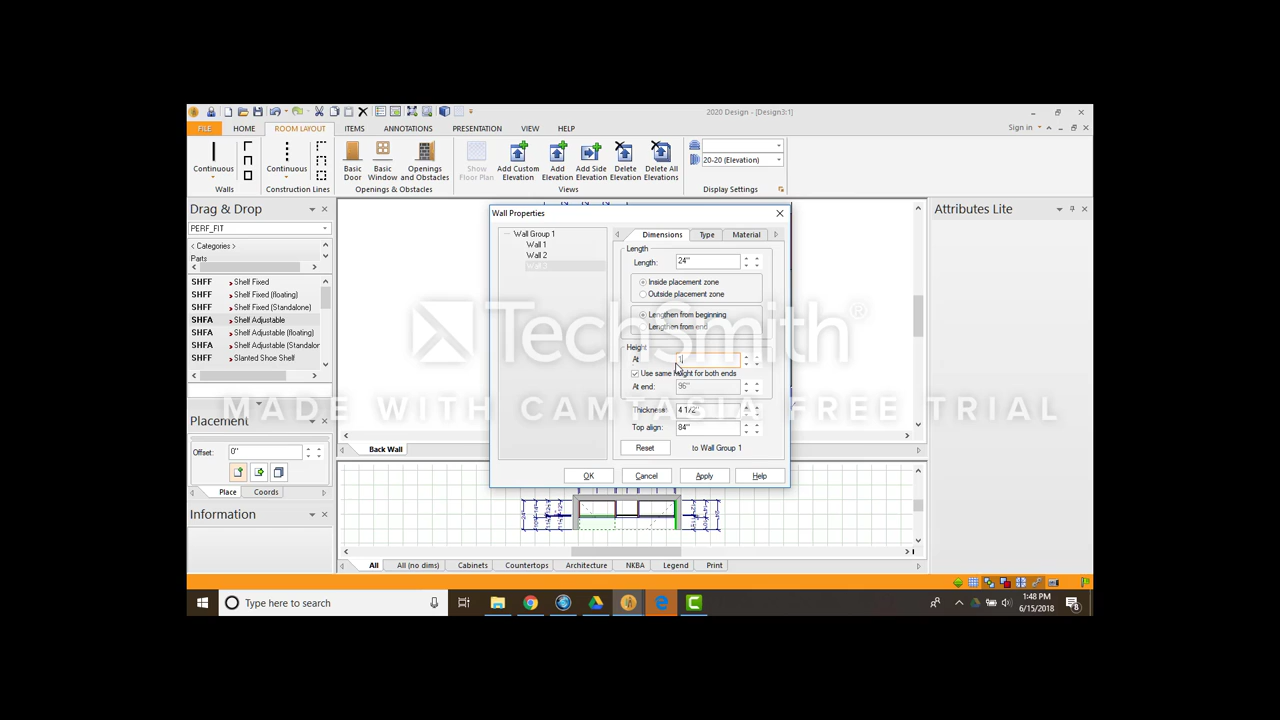 2020 Design - [Design3:1]
Sign in
FILE HOME ROOM LAYOUT ITEMS ANNOTATIONS PRESENTATION VIEW HELP
Continuous
Walls
Continuous
Construction Lines
Basic Door
Basic Window
Openings and Obstacles
Openings & Obstacles
Show Floor Plan
Add Custom Elevation
Add Elevation
Add Side Elevation
Delete Elevation
Delete All Elevations
Views
20-20 (Elevation)
Display Settings
Drag & Drop
PERF_FIT
< Categories >
Parts
SHFF Shelf Fixed
SHFF Shelf Fixed (floating)
SHFF Shelf Fixed (Standalone)
SHFA Shelf Adjustable
SHFA Shelf Adjustable (floating)
SHFA Shelf Adjustable (Standalone)
Slanted Shoe Shelf
Placement
Offset: 0"
Place Coords
Information
Wall Properties
Wall Group 1
Wall 1
Wall 2
Dimensions Type Material
Length
Length: 24"
Inside placement zone
Outside placement zone
Lengthen from beginning
Lengthen from end
Height
At 1
Use same height for both ends
At end: 96"
Thickness: 4 1/2"
Top align: 84"
Reset to Wall Group 1
OK Cancel Apply Help
Attributes Lite
Back Wall
All All (no dims) Cabinets Countertops Architecture NKBA Legend Print
TechSmith®
MADE WITH CAMTASIA FREE TRIAL
Type here to search
1:48 PM
6/15/2018